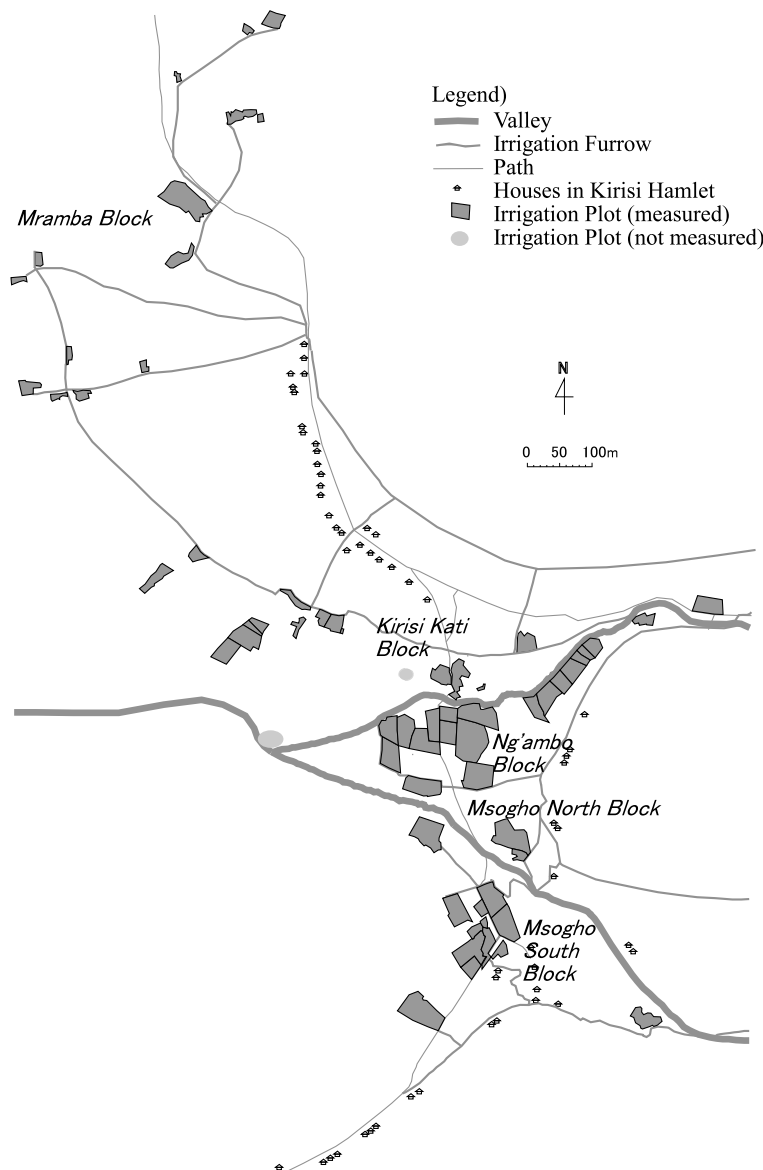 Legend)
Valley
Irrigation Furrow
Path
Houses in Kirisi Hamlet
Irrigation Plot (measured)
Irrigation Plot (not measured)
Mramba Block
N
0 50 100m
Kirisi Kati
Block
Ng'ambo
Block
Msogho North Block
Msogho
South
Block